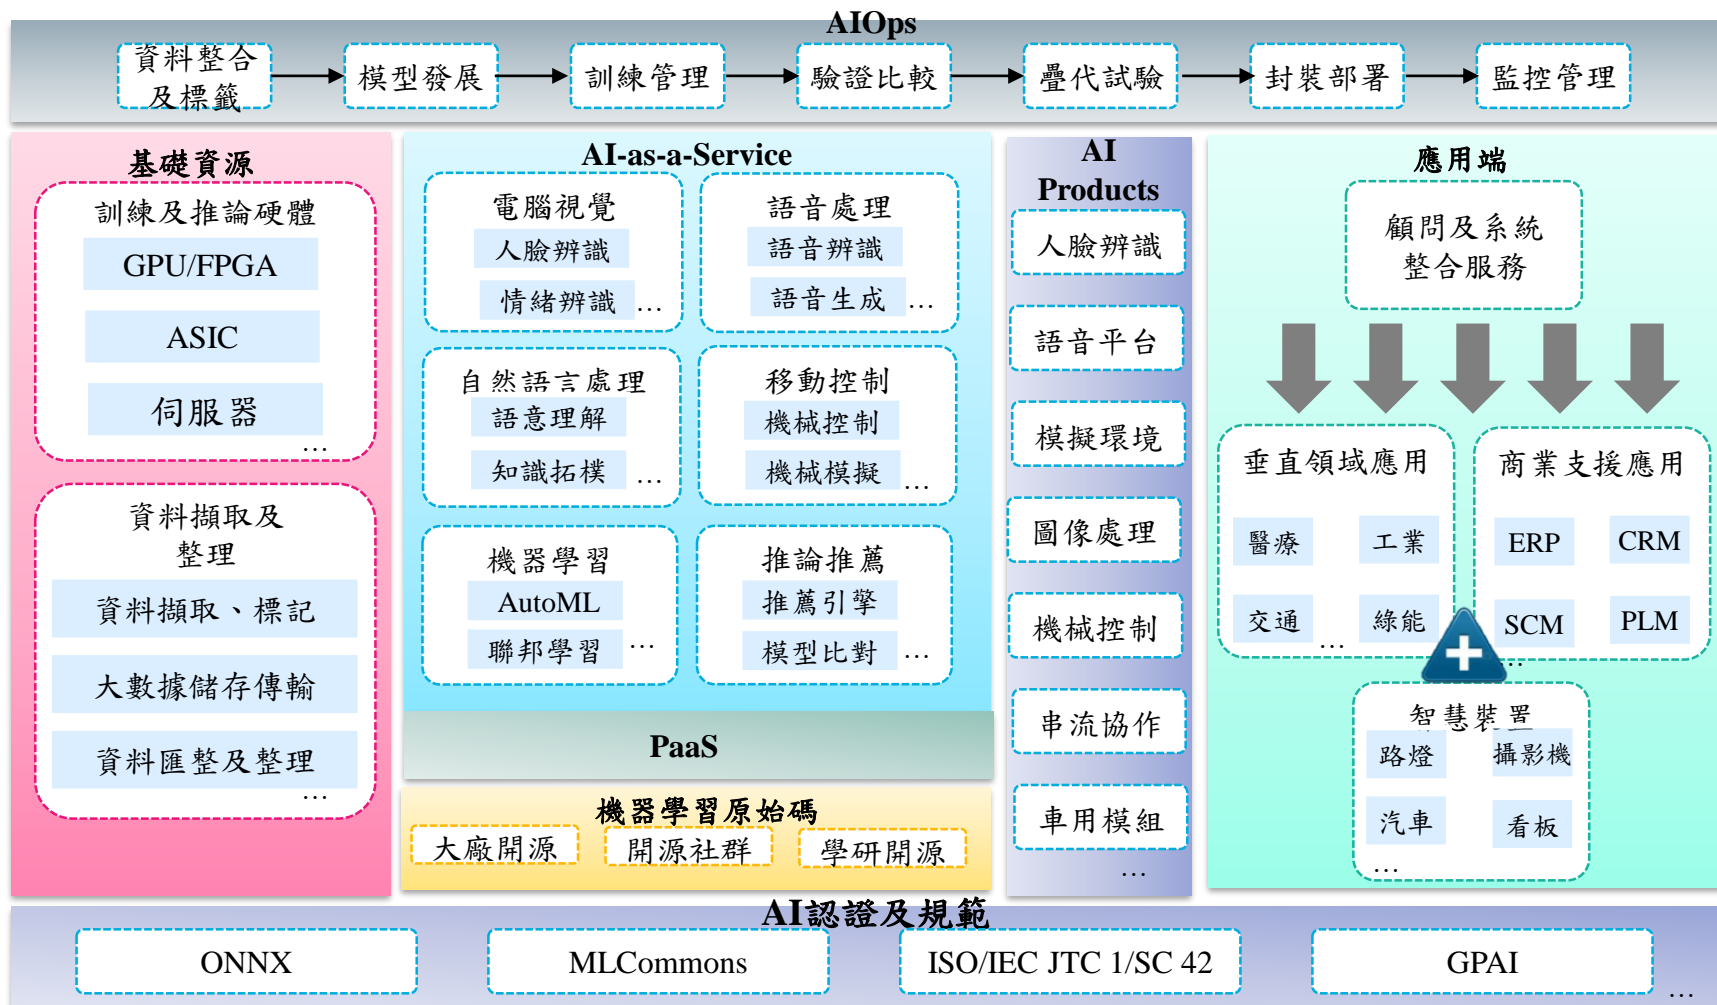 AIOps
資料整合
及標籤
模型發展
訓練管理
驗證比較
疊代試驗
封裝部署
監控管理
基礎資源
訓練及推論硬體
GPU/FPGA
ASIC
伺服器
…
資料擷取及
整理
資料擷取、標記
大數據儲存傳輸
資料匯整及整理
…
AI-as-a-Service
電腦視覺
人臉辨識
情緒辨識…
語音處理
語音辨識
語音生成…
自然語言處理
語意理解
知識拓樸 …
移動控制
機械控制
機械模擬…
機器學習
AutoML
聯邦學習 …
推論推薦
推薦引擎
模型比對…
PaaS
機器學習原始碼
大廠開源
開源社群
學研開源
AI
Products
人臉辨識
語音平台
模擬環境
圖像處理
機械控制
串流協作
車用模組
…
應用端
顧問及系統
整合服務
垂直領域應用
醫療
工業
交通
綠能
…
商業支援應用
ERP
CRM
SCM
PLM
…
智慧裝置
路燈
攝影機
汽車
看板
…
AI認證及規範
ONNX
MLCommons
ISO/IEC JTC 1/SC 42
GPAI
…